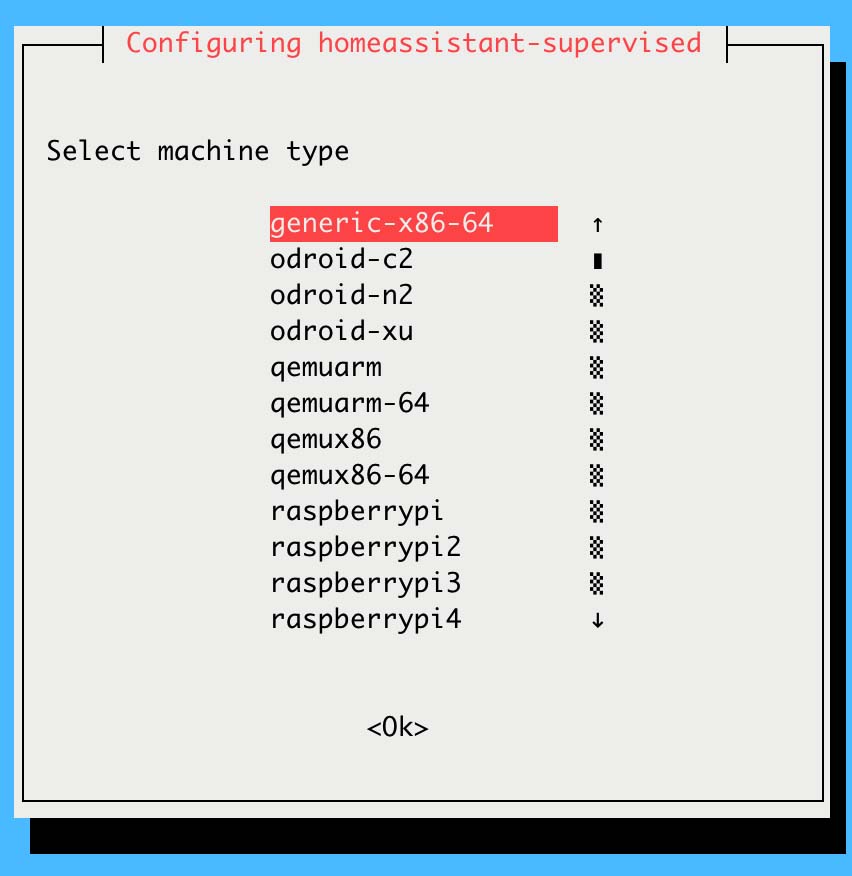 Configuring homeassistant-supervised
Select machine type
generic-x86-64
odroid-c2
odroid-n2
odroid-xu
qemuarm
qemuarm-64
qemux86
qemux86-64
raspberrypi
raspberrypi2
raspberrypi3
raspberrypi4
<Ok>